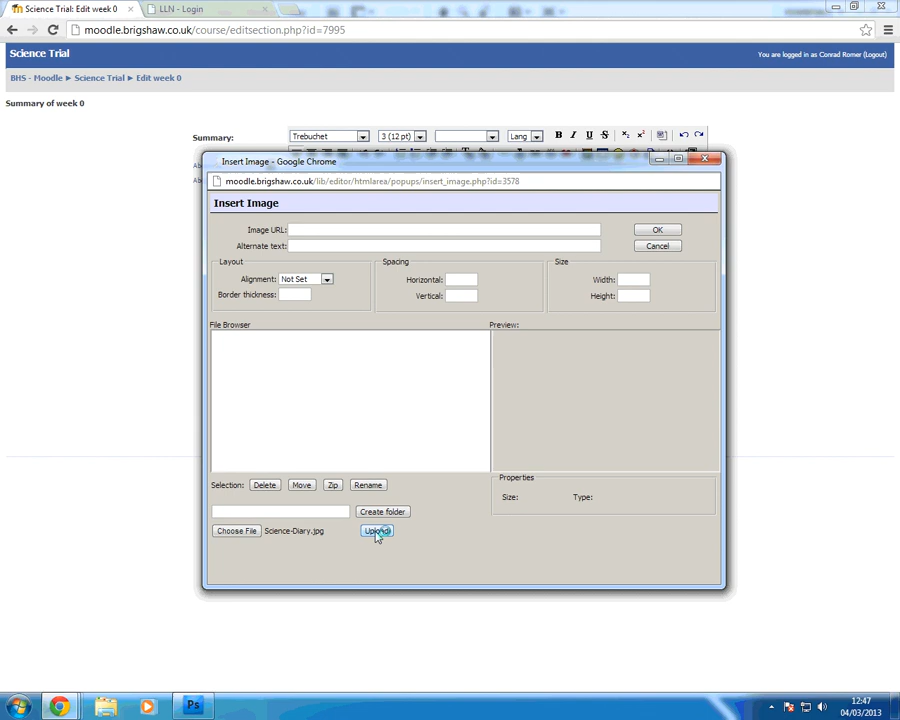 Science Trial: Edit week 0
LLN - Login
moodle.brigshaw.co.uk/course/editsection.php?id=7995
Science Trial
You are logged in as Conrad Romer (Logout)
BHS - Moodle ► Science Trial ► Edit week 0
Summary of week 0
Summary:
Trebuchet
3 (12 pt)
Lang
B I U S
Insert Image - Google Chrome
moodle.brigshaw.co.uk/lib/editor/htmlarea/popups/insert_image.php?id=3578
Insert Image
Image URL:
OK
Alternate text:
Cancel
Layout
Spacing
Size
Alignment: Not Set
Horizontal:
Width:
Border thickness:
Vertical:
Height:
File Browser
Preview:
Selection: Delete Move Zip Rename
Properties
Size:
Type:
Create folder
Choose File Science-Diary.jpg
Upload
Ps
12:47
04/03/2013